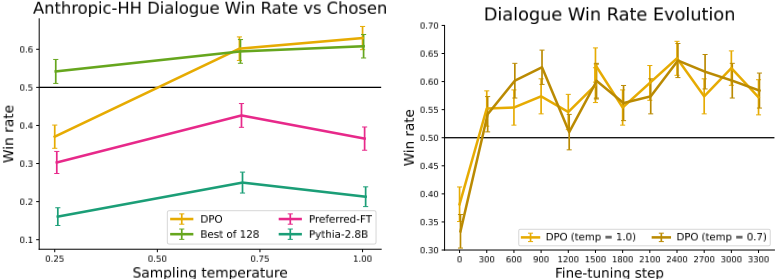 Anthropic-HH Dialogue Win Rate vs Chosen
Win rate
0.6
0.5
0.4
0.3
0.2
0.1
DPO
Best of 128
Preferred-FT
Pythia-2.8B
0.25
0.50
0.75
1.00
Sampling temperature
Dialogue Win Rate Evolution
Win rate
0.70
0.65
0.60
0.55
0.50
0.45
0.40
0.35
0.30
DPO (temp = 1.0)
DPO (temp = 0.7)
0
300
600
900
1200
1500
1800
2100
2400
2700
3000
3300
Fine-tuning step